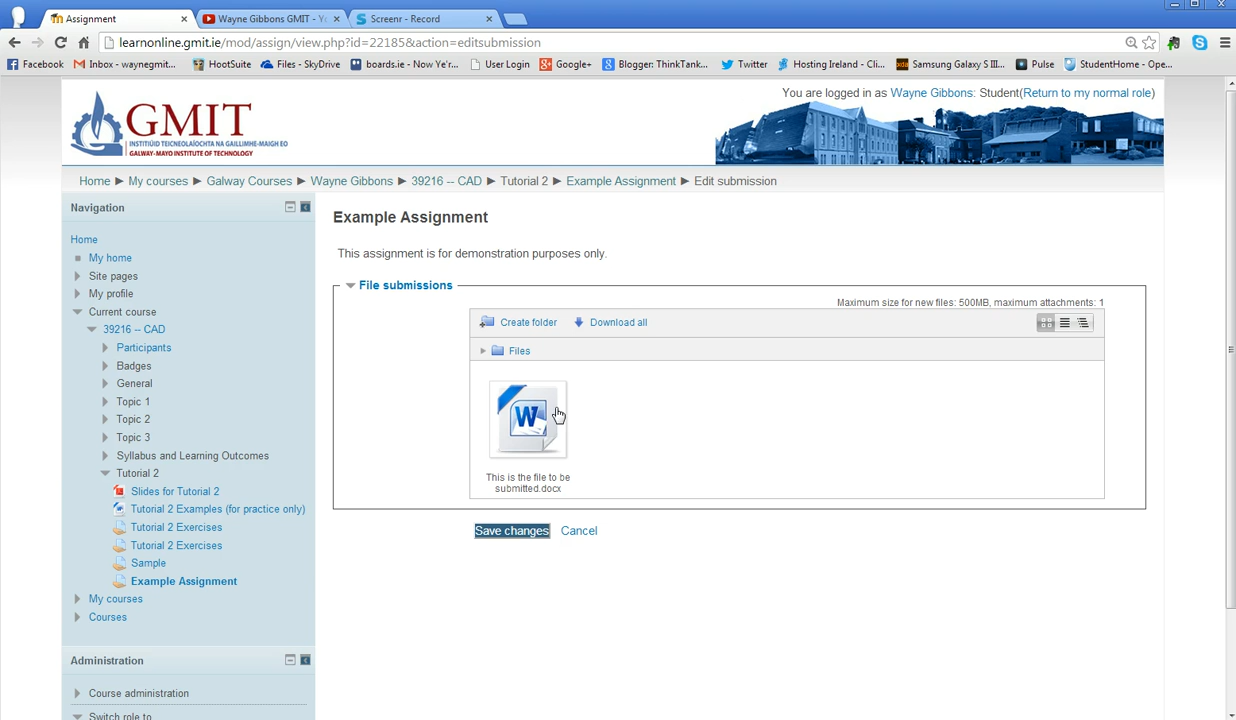 Assignment
Wayne Gibbons GMIT - Yo
Screenr - Record
learnonline.gmit.ie/mod/assign/view.php?id=22185&action=editsubmission
Facebook
Inbox - waynegmit...
HootSuite
Files - SkyDrive
boards.ie - Now Ye'r...
User Login
Google+
Blogger: ThinkTank...
Twitter
Hosting Ireland - Cli...
Samsung Galaxy S III...
Pulse
StudentHome - Ope...
GMIT
INSTITIÚID TEICNEOLAÍOCHTA NA GAILLIMHE-MAIGH EO
GALWAY-MAYO INSTITUTE OF TECHNOLOGY
You are logged in as Wayne Gibbons: Student(Return to my normal role)
Home ► My courses ► Galway Courses ► Wayne Gibbons ► 39216 -- CAD ► Tutorial 2 ► Example Assignment ► Edit submission
Navigation
Home
My home
Site pages
My profile
Current course
39216 -- CAD
Participants
Badges
General
Topic 1
Topic 2
Topic 3
Syllabus and Learning Outcomes
Tutorial 2
Slides for Tutorial 2
Tutorial 2 Examples (for practice only)
Tutorial 2 Exercises
Tutorial 2 Exercises
Sample
Example Assignment
My courses
Courses
Administration
Course administration
Switch role to
Example Assignment
This assignment is for demonstration purposes only.
File submissions
Maximum size for new files: 500MB, maximum attachments: 1
Create folder
Download all
Files
W
This is the file to be
submitted.docx
Save changes
Cancel